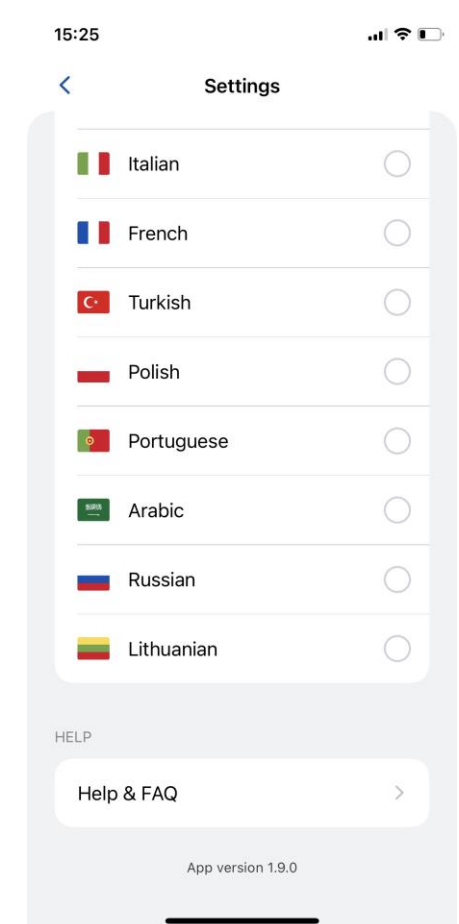 15:25
Settings
Italian
French
Turkish
Polish
Portuguese
Arabic
Russian
Lithuanian
HELP
Help & FAQ
App version 1.9.0